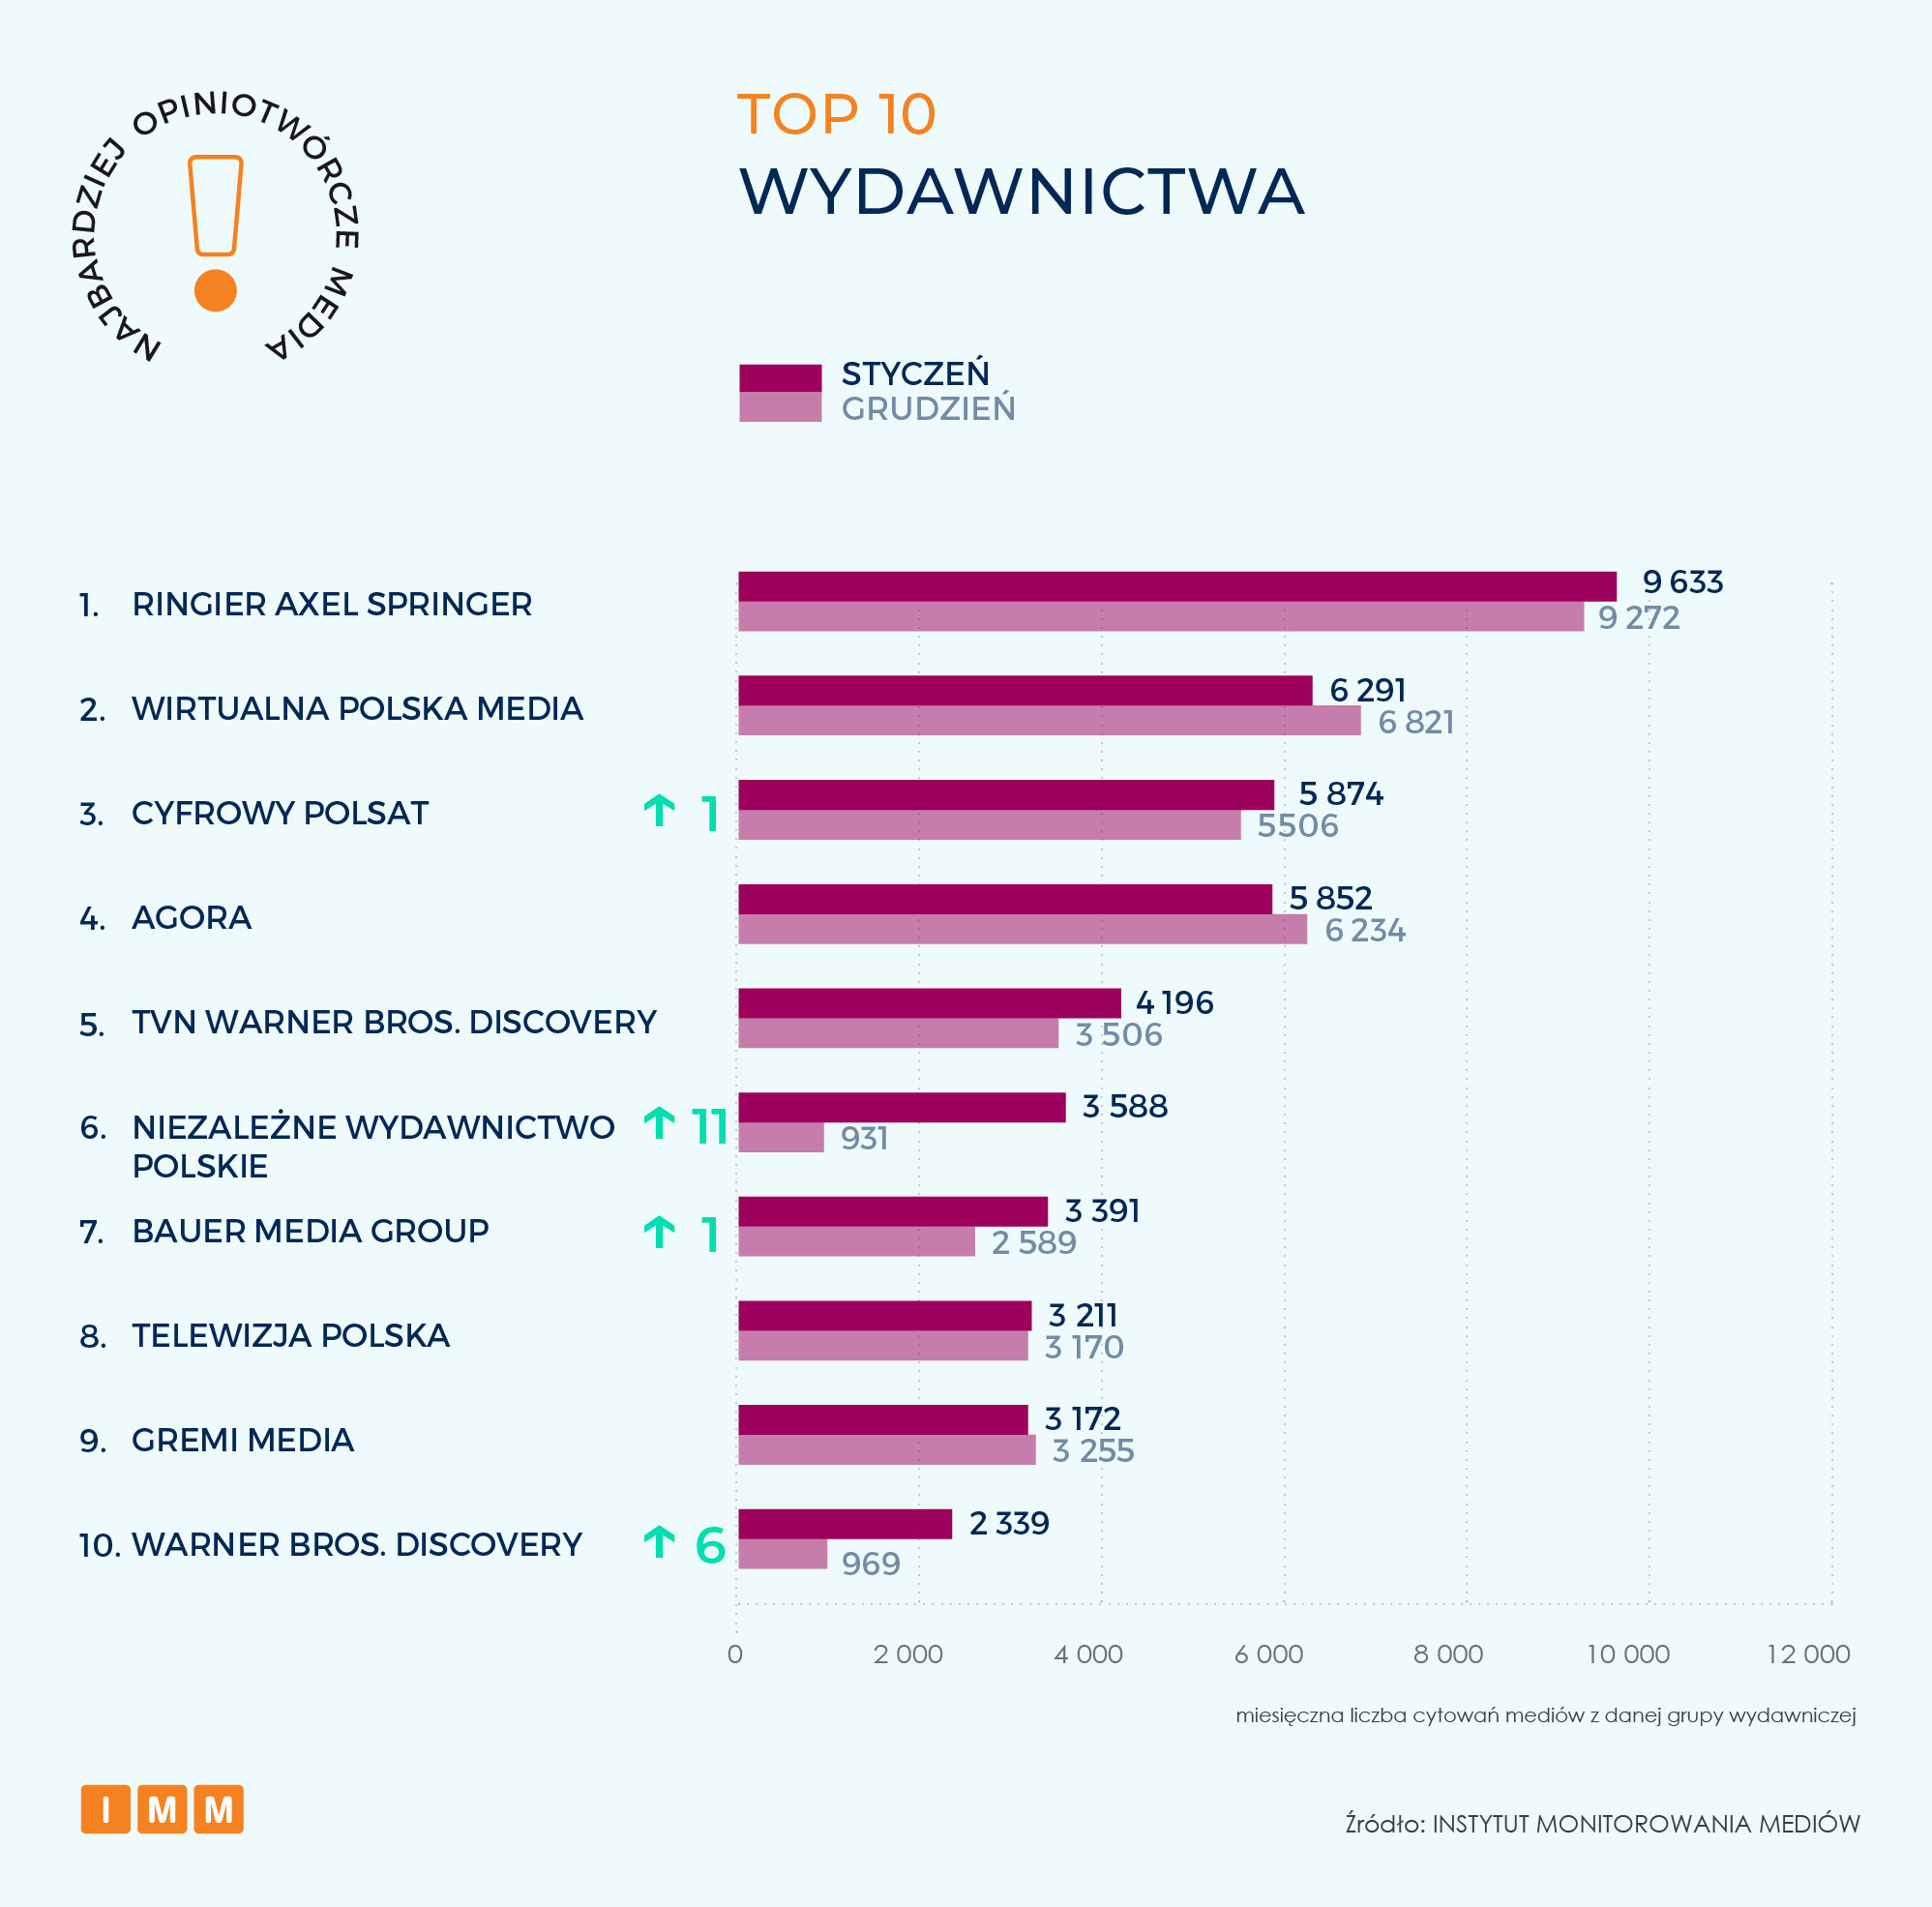 NAJBARDZIEJ OPINIOTWÓRCZE MEDIA
TOP 10
WYDAWNICTWA
STYCZEŃ
GRUDZIEŃ
1. RINGIER AXEL SPRINGER
9 633
9 272
2. WIRTUALNA POLSKA MEDIA
6 291
6 821
3. CYFROWY POLSAT ↑ 1
5 874
5506
4. AGORA
5 852
6 234
5. TVN WARNER BROS. DISCOVERY
4 196
3 506
6. NIEZALEŻNE WYDAWNICTWO ↑ 11
POLSKIE
3 588
931
7. BAUER MEDIA GROUP ↑ 1
3 391
2 589
8. TELEWIZJA POLSKA
3 211
3 170
9. GREMI MEDIA
3 172
3 255
10. WARNER BROS. DISCOVERY ↑ 6
2 339
969
0 2 000 4 000 6 000 8 000 10 000 12 000
miesięczna liczba cytowań mediów z danej grupy wydawniczej
IMM
Źródło: INSTYTUT MONITOROWANIA MEDIÓW